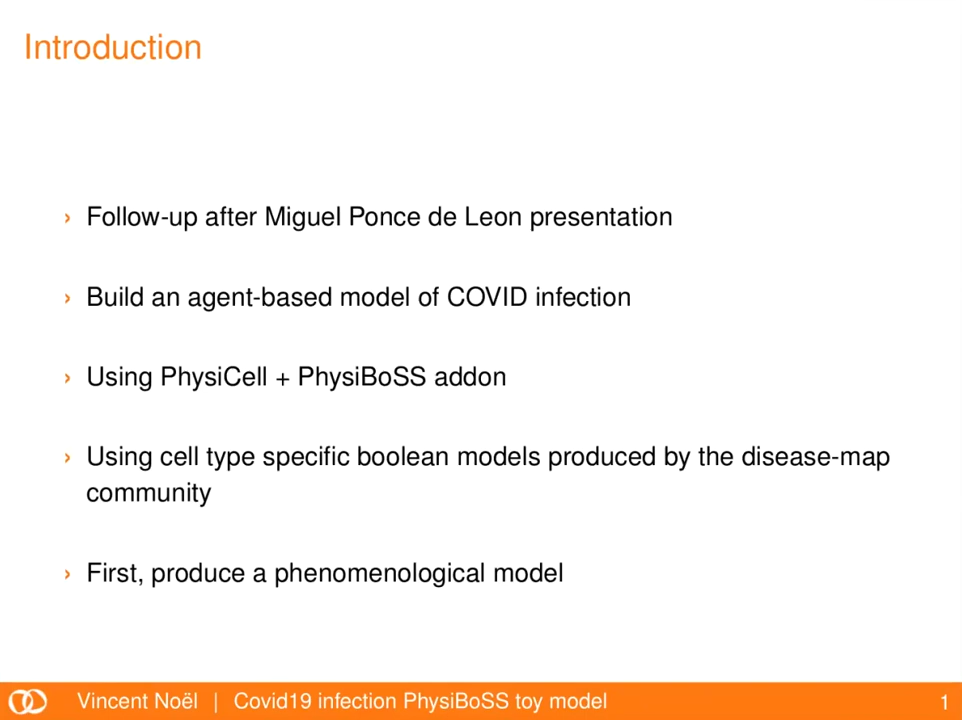 Introduction
› Follow-up after Miguel Ponce de Leon presentation
› Build an agent-based model of COVID infection
› Using PhysiCell + PhysiBoSS addon
› Using cell type specific boolean models produced by the disease-map
community
› First, produce a phenomenological model
Vincent Noël | Covid19 infection PhysiBoSS toy model 1